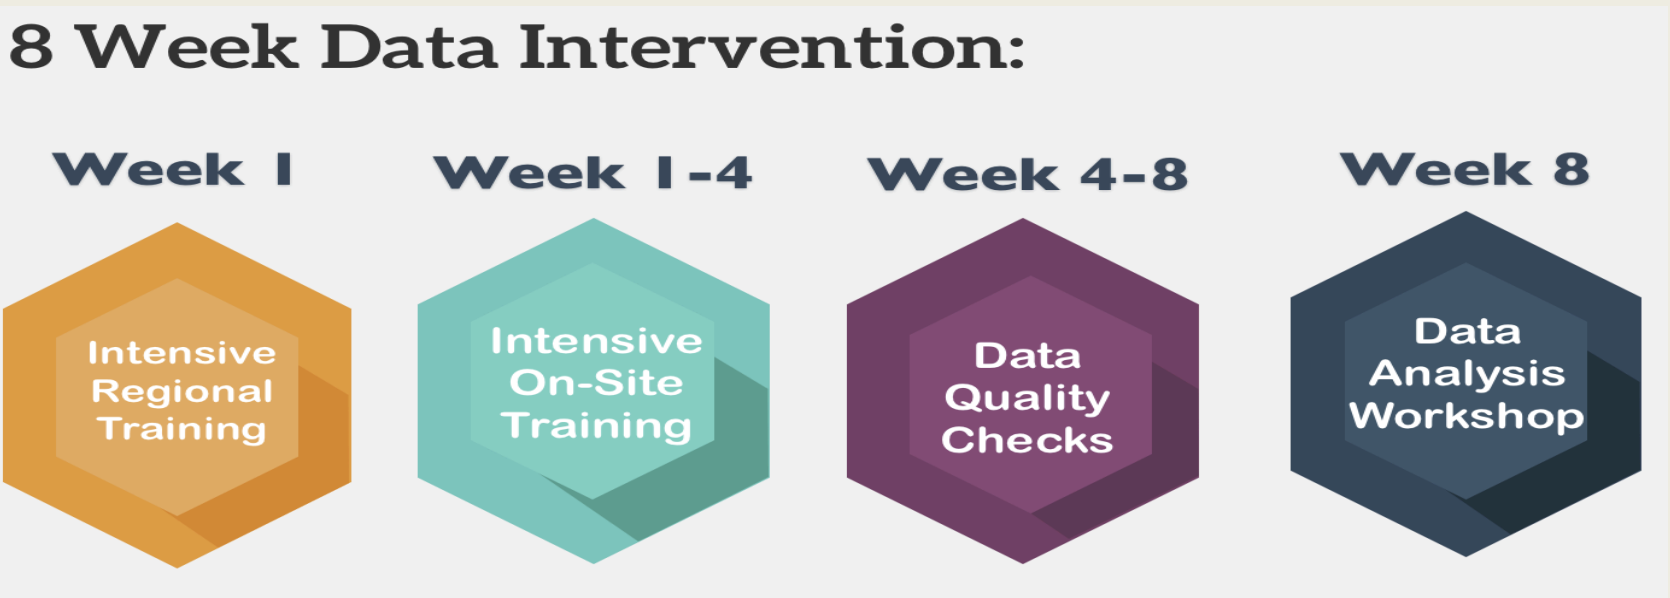 8 Week Data Intervention:
Week 1
Intensive
Regional
Training
Week 1-4
Intensive
On-Site
Training
Week 4-8
Data
Quality
Checks
Week 8
Data
Analysis
Workshop